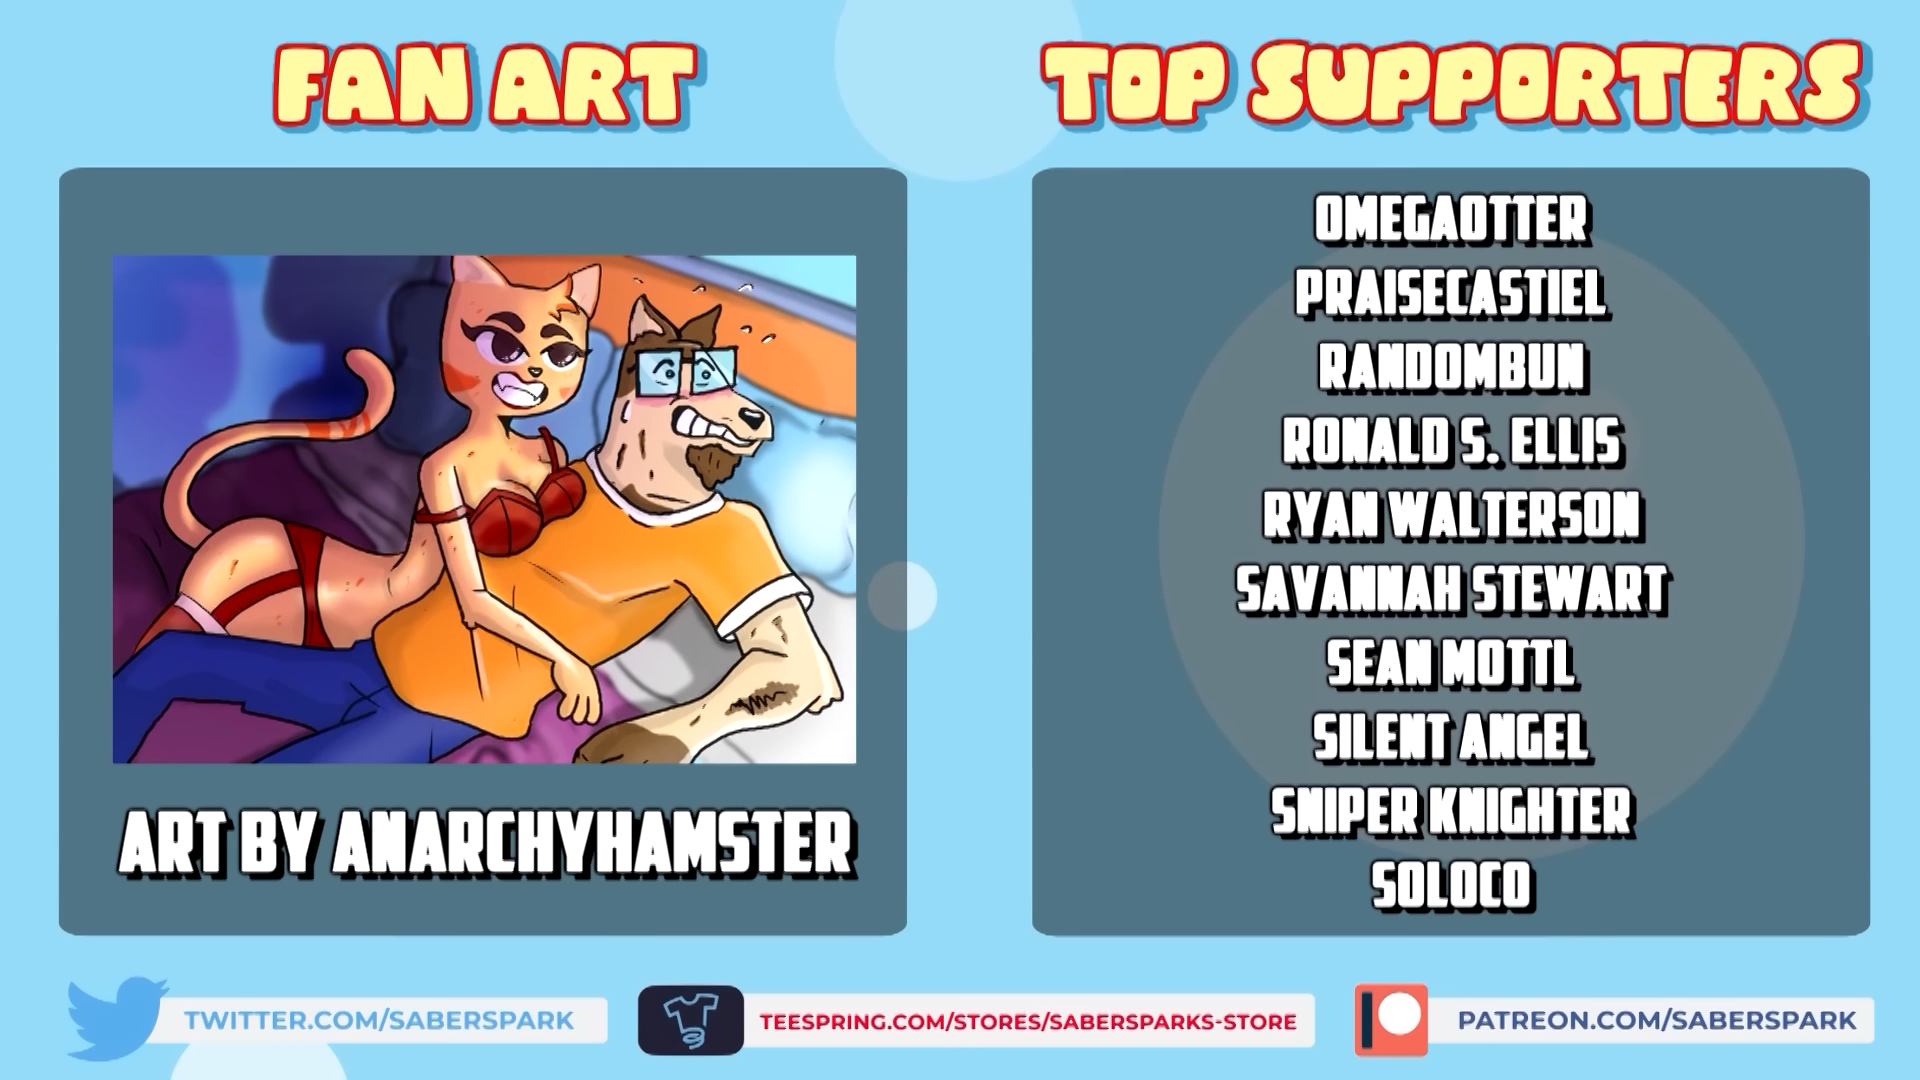 FAN ART
ART BY ANARCHYHAMSTER
TOP SUPPORTERS
OMEGAOTTER
PRAISECASTIEL
RANDOMBUN
RONALD S. ELLIS
RYAN WALTERSON
SAVANNAH STEWART
SEAN MOTTL
SILENT ANGEL
SNIPER KNIGHTER
SOLOCO
TWITTER.COM/SABERSPARK
TEESPRING.COM/STORES/SABERSPARKS-STORE
PATREON.COM/SABERSPARK